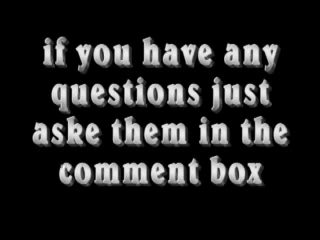 if you have any
questions just
aske them in the
comment box